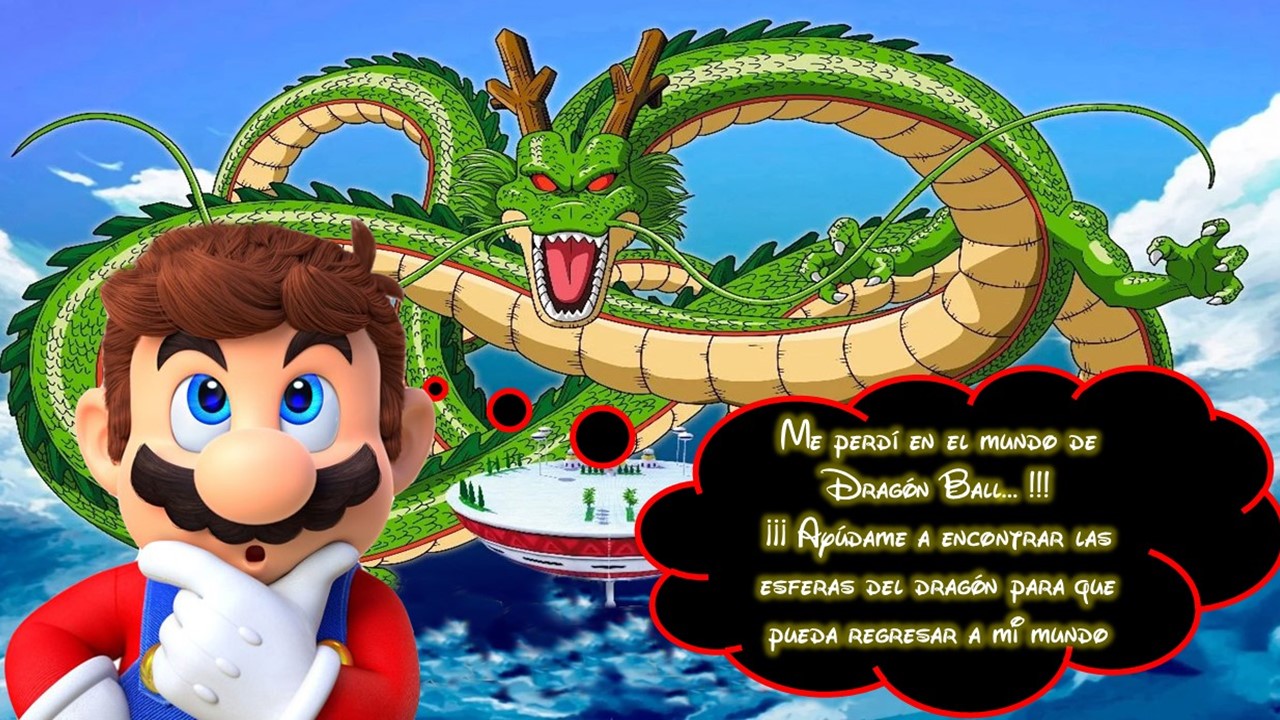 Me perdí en el mundo de
Dragón Ball... !!!
¡¡¡ Ayúdame a encontrar las
esferas del dragón para que
pueda regresar a mi mundo